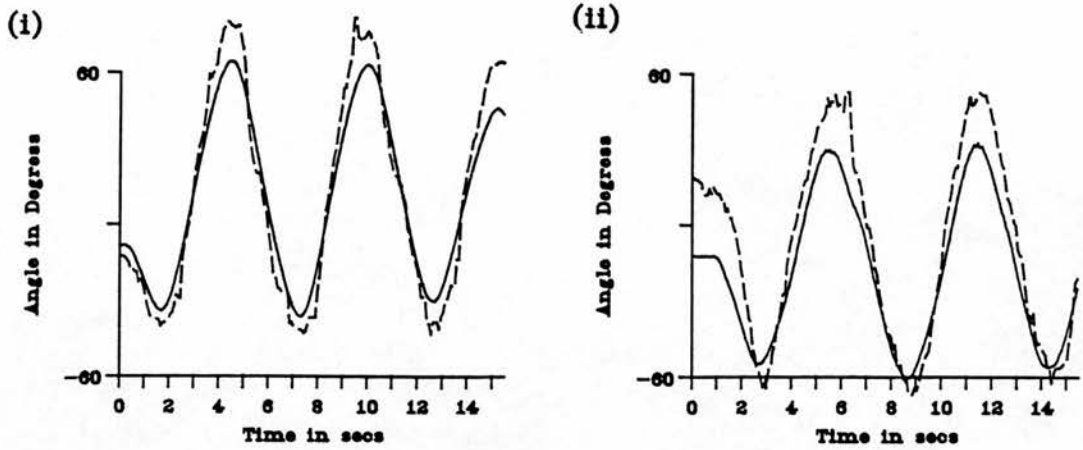 (i)
60
Angle in Degrees
-60
0 2 4 6 8 10 12 14
Time in secs
(ii)
60
Angle in Degrees
-60
0 2 4 6 8 10 12 14
Time in secs